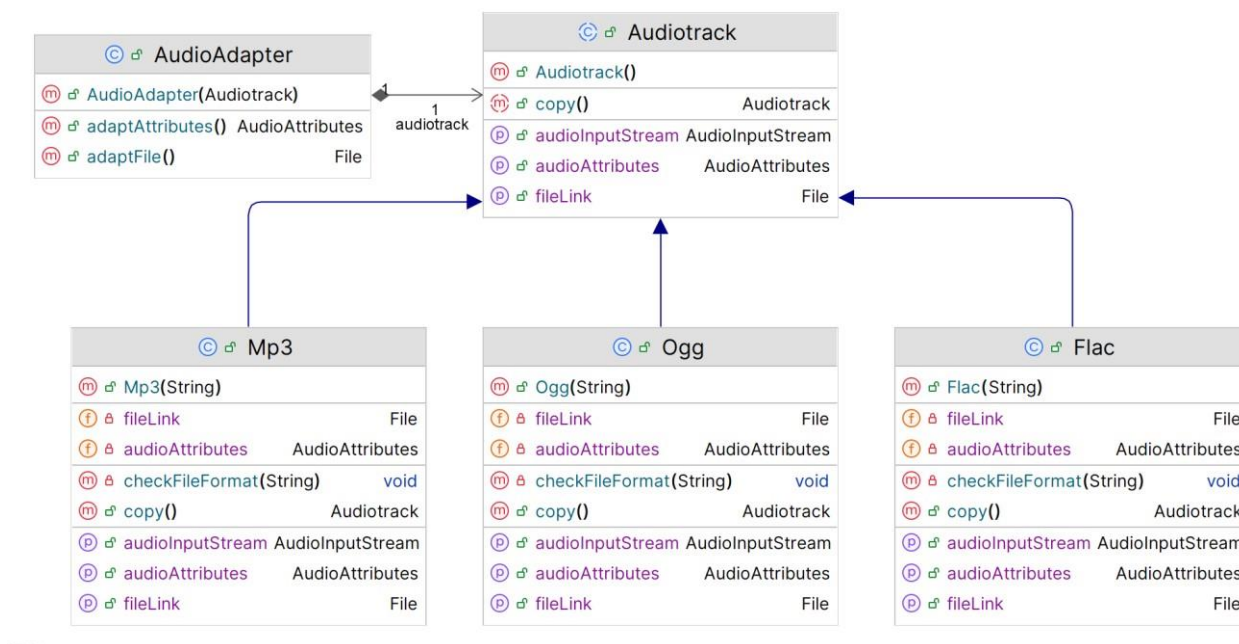 AudioAdapter
AudioAdapter(Audiotrack)
adaptAttributes() AudioAttributes
adaptFile() File
1
1
audiotrack
Audiotrack
Audiotrack()
copy() Audiotrack
audioInputStream AudioInputStream
audioAttributes AudioAttributes
fileLink File
Mp3
Mp3(String)
fileLink File
audioAttributes AudioAttributes
checkFileFormat(String) void
copy() Audiotrack
audioInputStream AudioInputStream
audioAttributes AudioAttributes
fileLink File
Ogg
Ogg(String)
fileLink File
audioAttributes AudioAttributes
checkFileFormat(String) void
copy() Audiotrack
audioInputStream AudioInputStream
audioAttributes AudioAttributes
fileLink File
Flac
Flac(String)
fileLink File
audioAttributes AudioAttributes
checkFileFormat(String) void
copy() Audiotrack
audioInputStream AudioInputStream
audioAttributes AudioAttributes
fileLink File